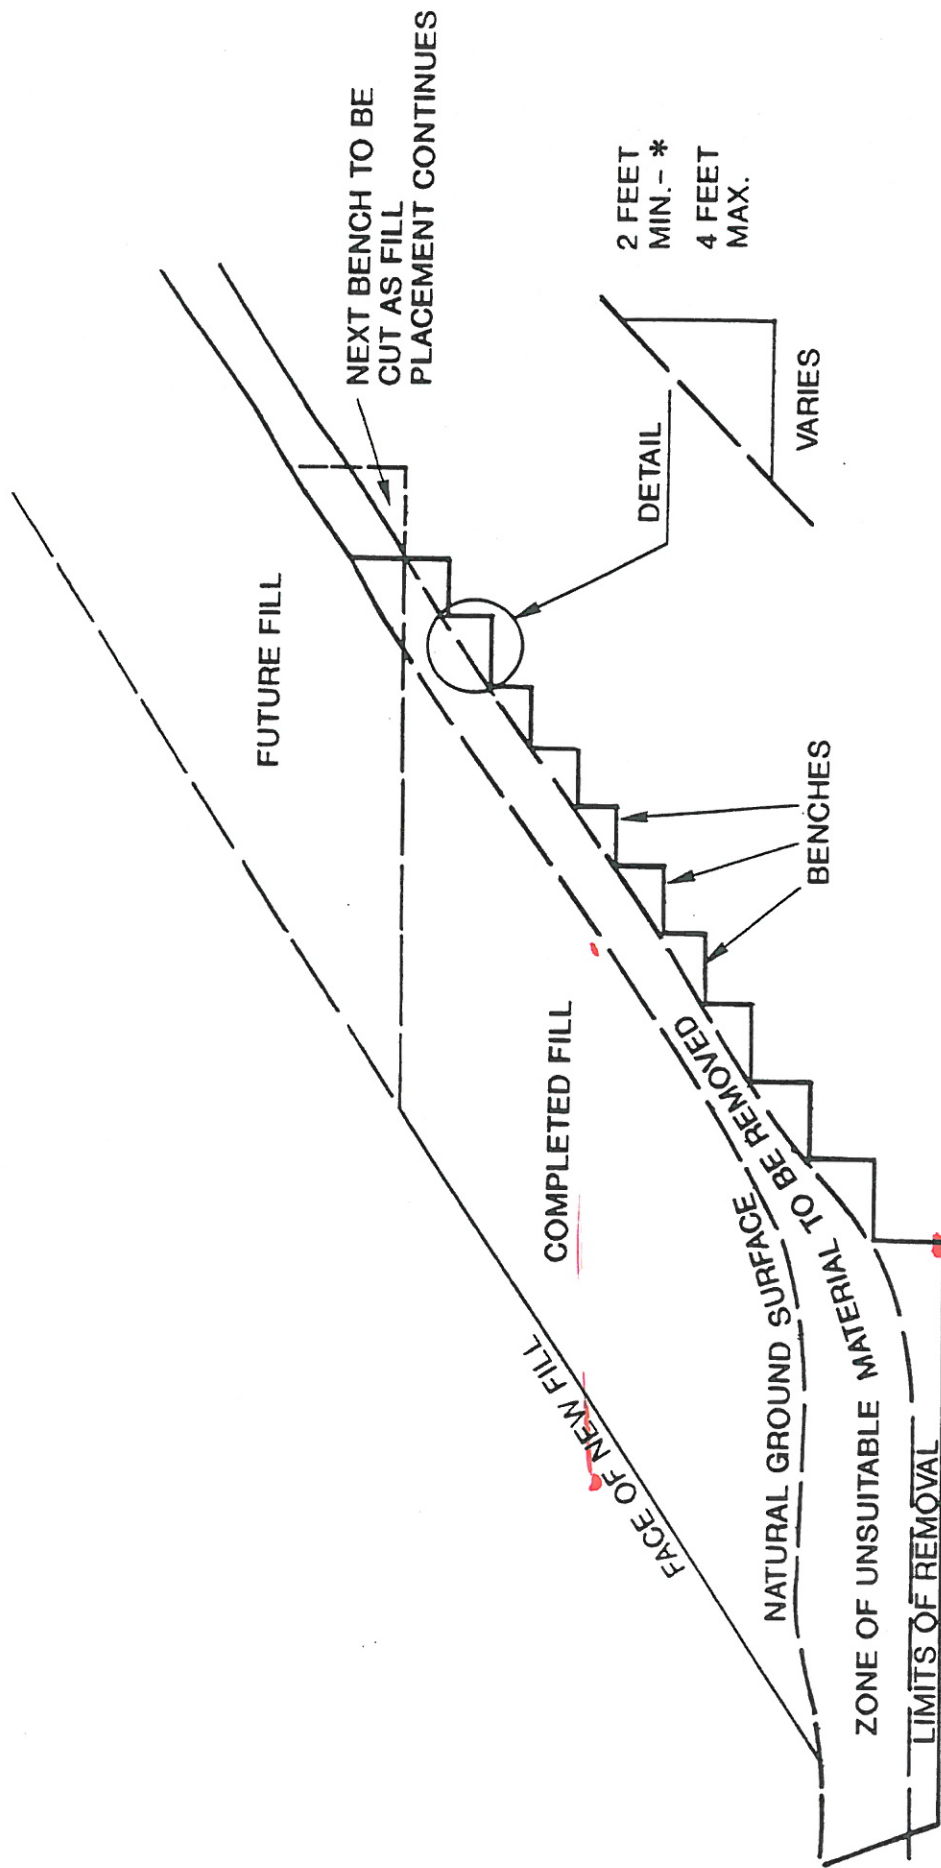 NEXT BENCH TO BE
CUT AS FILL
PLACEMENT CONTINUES
FUTURE FILL
2 FEET
MIN.- *
4 FEET
MAX.
DETAIL
VARIES
COMPLETED FILL
BENCHES
FACE OF NEW FILL
NATURAL GROUND SURFACE
ZONE OF UNSUITABLE MATERIAL TO BE REMOVED
LIMITS OF REMOVAL